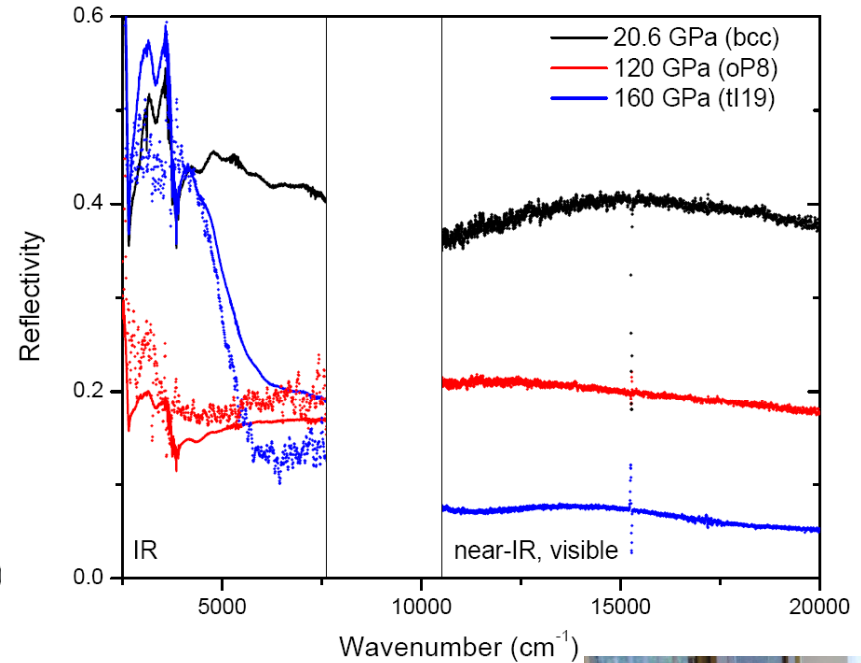 0.6
20.6 GPa (bcc)
120 GPa (oP8)
160 GPa (tI19)
0.4
Reflectivity
0.2
IR
near-IR, visible
0.0
5000 10000 15000 20000
Wavenumber (cm⁻¹)